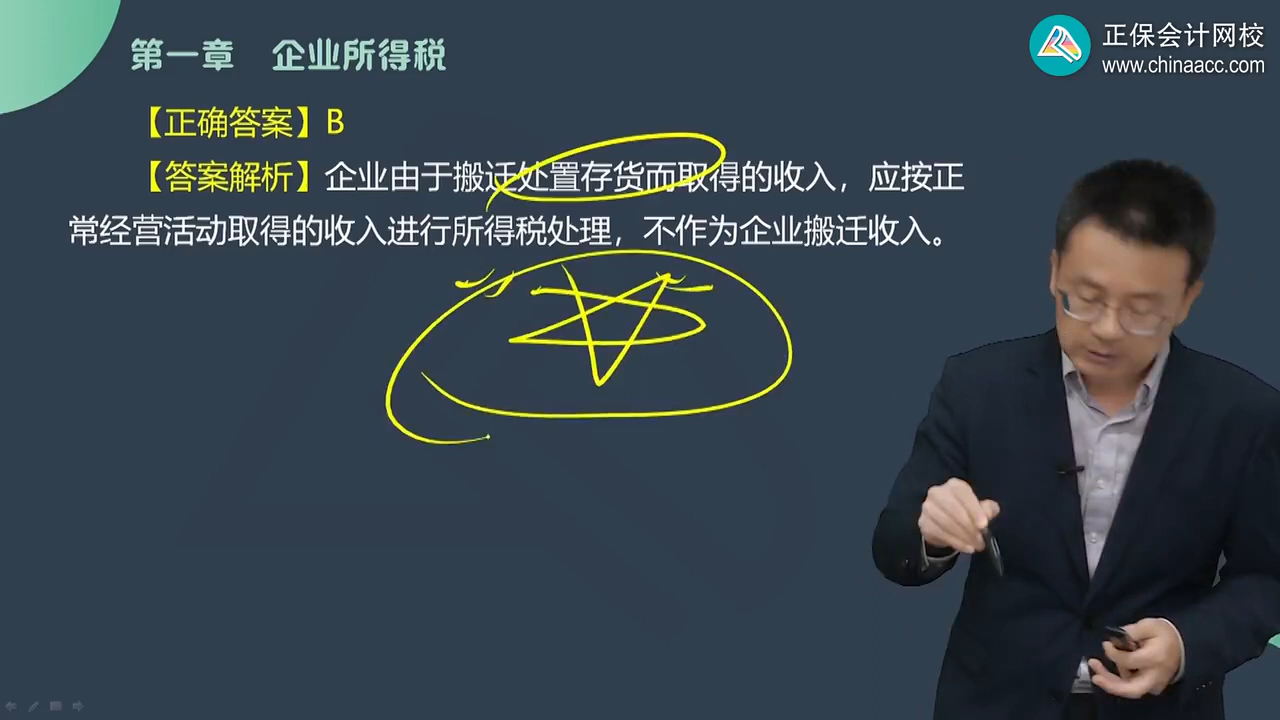 第一章 企业所得税
正保会计网校
www.chinaacc.com
【正确答案】B
【答案解析】企业由于搬迁处置存货而取得的收入，应按正
常经营活动取得的收入进行所得税处理，不作为企业搬迁收入。